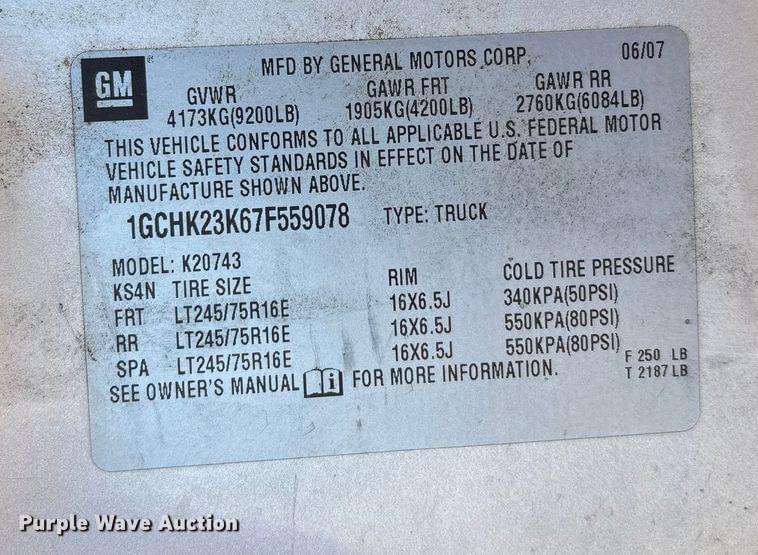 GM
MFD BY GENERAL MOTORS CORP. 06/07
GVWR GAWR FRT GAWR RR
4173KG(9200LB) 1905KG(4200LB) 2760KG(6084LB)
THIS VEHICLE CONFORMS TO ALL APPLICABLE U.S. FEDERAL MOTOR
VEHICLE SAFETY STANDARDS IN EFFECT ON THE DATE OF
MANUFACTURE SHOWN ABOVE.
1GCHK23K67F559078 TYPE: TRUCK
MODEL: K20743
KS4N TIRE SIZE RIM COLD TIRE PRESSURE
FRT LT245/75R16E 16X6.5J 340KPA(50PSI)
RR LT245/75R16E 16X6.5J 550KPA(80PSI)
SPA LT245/75R16E 16X6.5J 550KPA(80PSI)
SEE OWNER'S MANUAL i FOR MORE INFORMATION.
F 250 LB
T 2187 LB
Purple Wave Auction